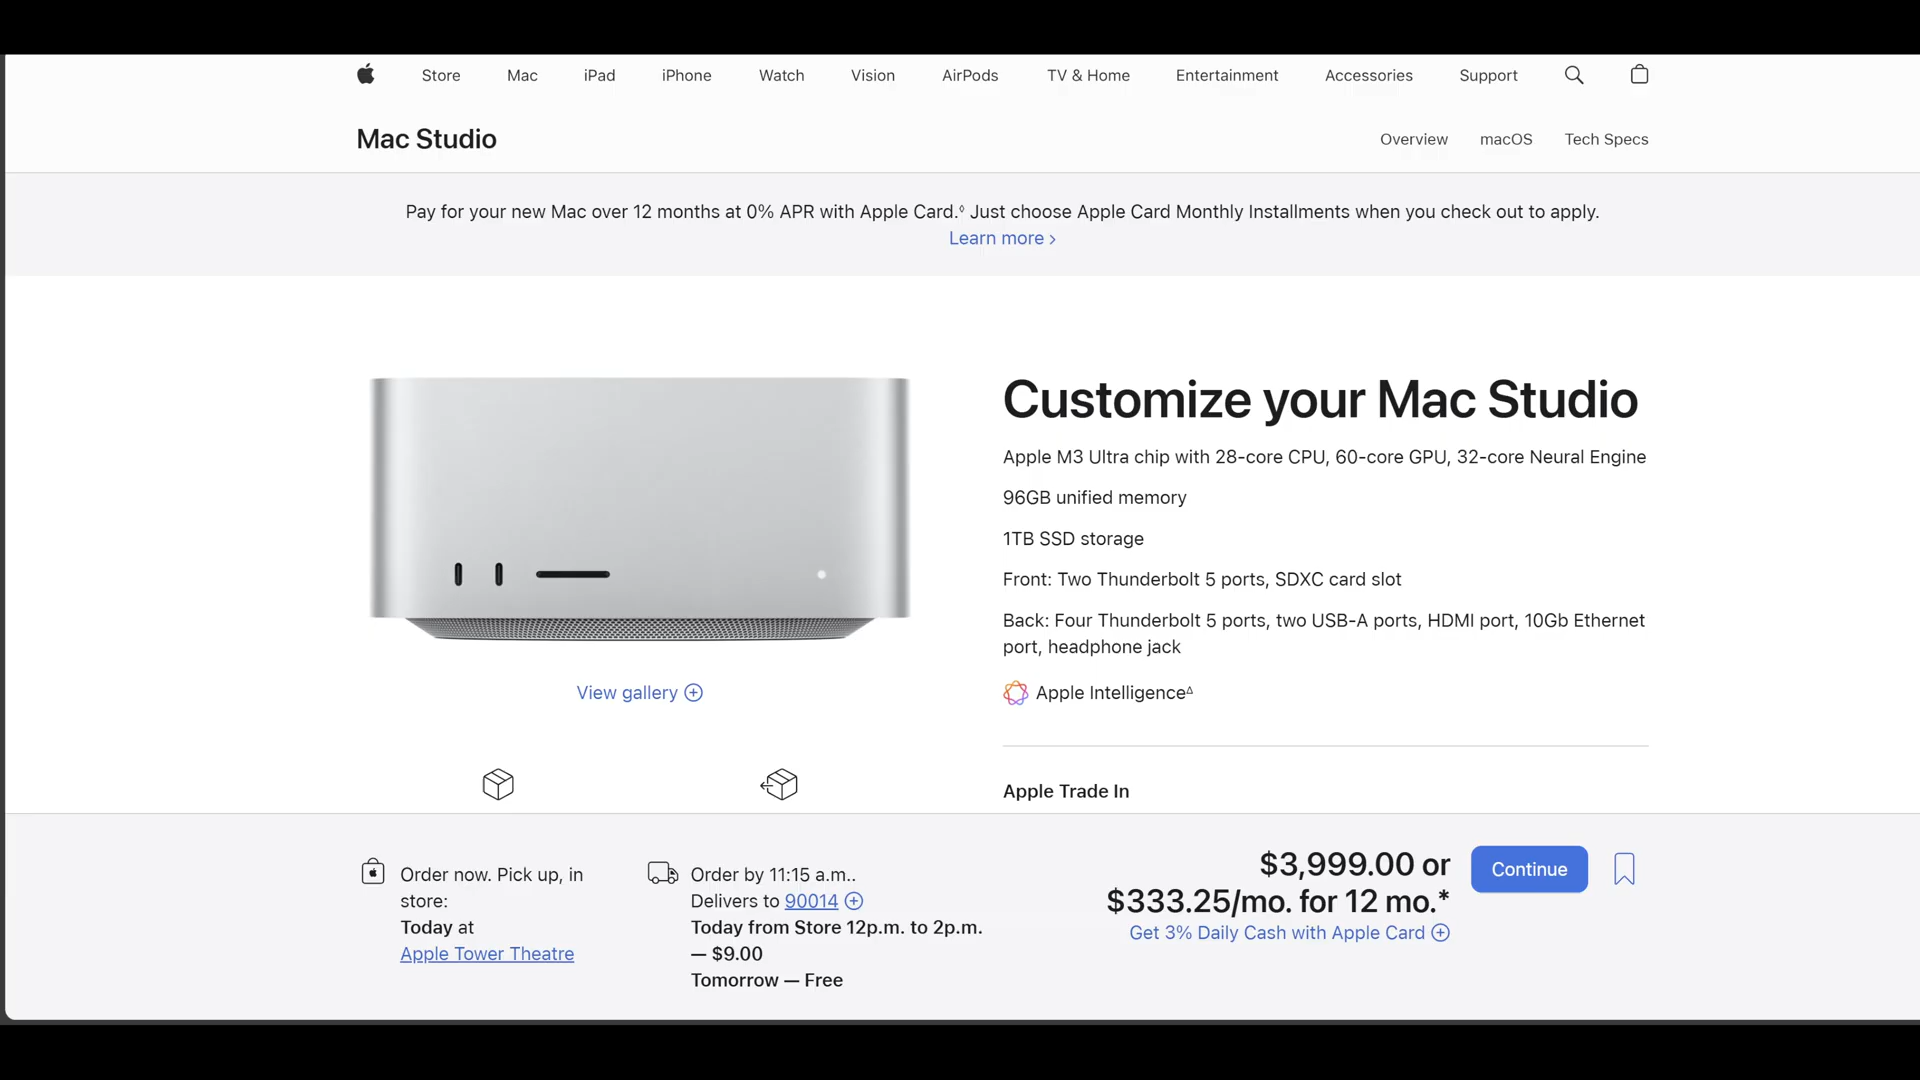 Store Mac iPad iPhone Watch Vision AirPods TV & Home Entertainment Accessories Support
Mac Studio
Overview macOS Tech Specs
Pay for your new Mac over 12 months at 0% APR with Apple Card.◊ Just choose Apple Card Monthly Installments when you check out to apply.
Learn more >
Customize your Mac Studio
Apple M3 Ultra chip with 28-core CPU, 60-core GPU, 32-core Neural Engine
96GB unified memory
1TB SSD storage
Front: Two Thunderbolt 5 ports, SDXC card slot
Back: Four Thunderbolt 5 ports, two USB-A ports, HDMI port, 10Gb Ethernet
port, headphone jack
View gallery
Apple Intelligence∆
Apple Trade In
Order now. Pick up, in
store:
Today at
Apple Tower Theatre
Order by 11:15 a.m..
Delivers to 90014
Today from Store 12p.m. to 2p.m.
— $9.00
Tomorrow — Free
$3,999.00 or
$333.25/mo. for 12 mo.*
Get 3% Daily Cash with Apple Card
Continue